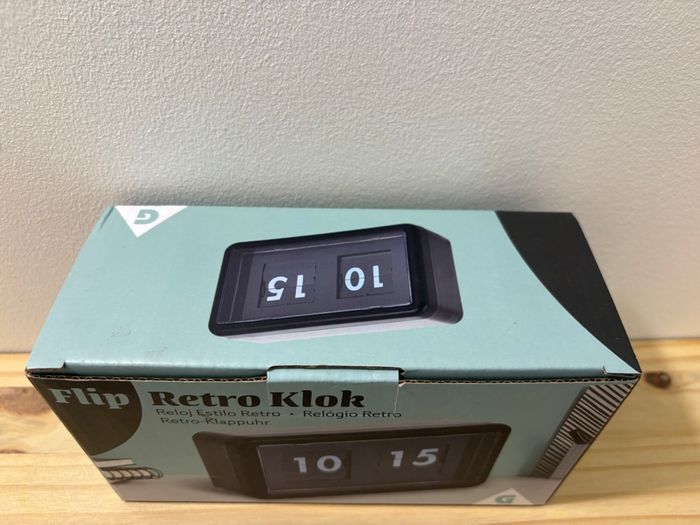 G
10 15
Flip Retro Klok
Reloj Estilo Retro • Relógio Retro
Retro-Klappuhr
10 15
G